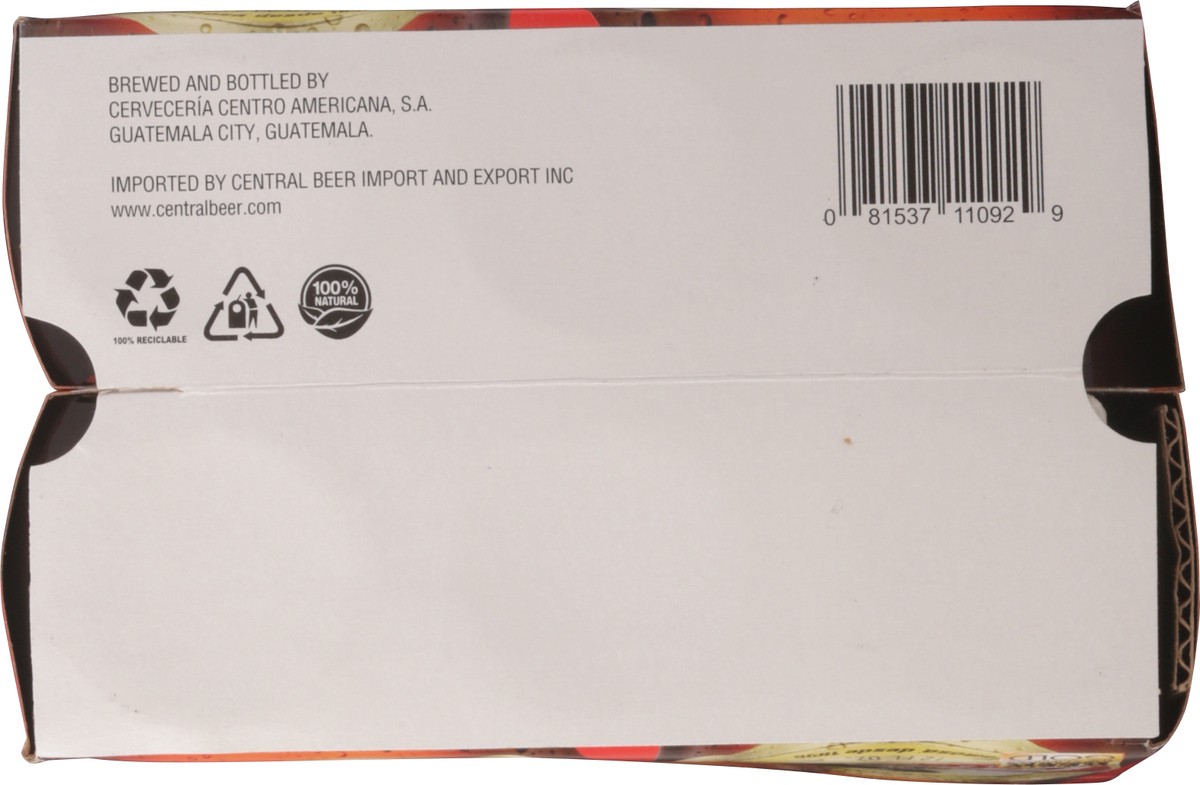 BREWED AND BOTTLED BY
CERVECERÍA CENTRO AMERICANA, S.A.
GUATEMALA CITY, GUATEMALA.
IMPORTED BY CENTRAL BEER IMPORT AND EXPORT INC
www.centralbeer.com
0 81537 11092 9
100% RECICLABLE
100%
NATURAL